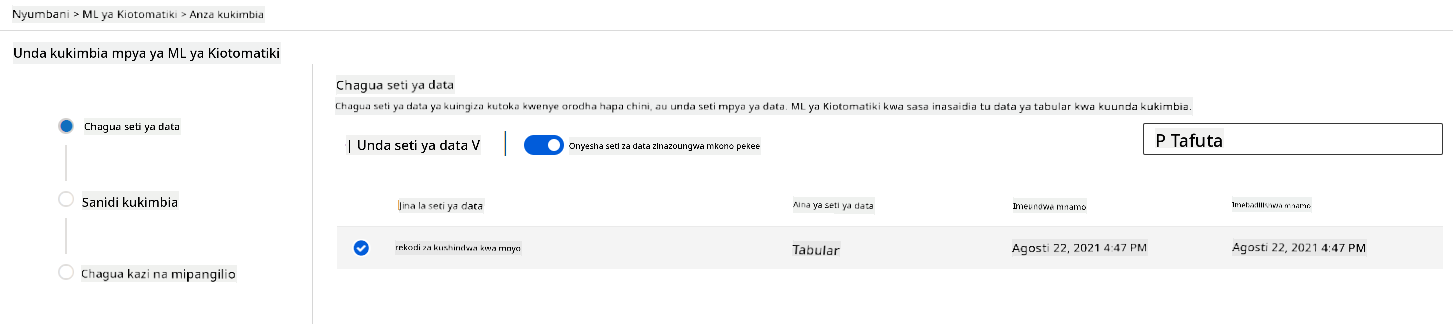 Nyumbani > ML ya Kiotomatiki > Anza kukimbia
Unda kukimbia mpya ya ML ya Kiotomatiki
Chagua seti ya data
Sanidi kukimbia
Chagua kazi na mipangilio
Chagua seti ya data
Chagua seti ya data ya kuingiza kutoka kwenye orodha hapa chini, au unda seti mpya ya data. ML ya Kiotomatiki kwa sasa inasaidia tu data ya tabular kwa kuunda kukimbia.
| Unda seti ya data V
Onyesha seti za data zinazoungwa mkono pekee
P Tafuta
Jina la seti ya data Aina ya seti ya data Imeundwa mnamo Imebadilishwa mnamo
rekodi za kushindwa kwa moyo Tabular Agosti 22, 2021 4:47 PM Agosti 22, 2021 4:47 PM